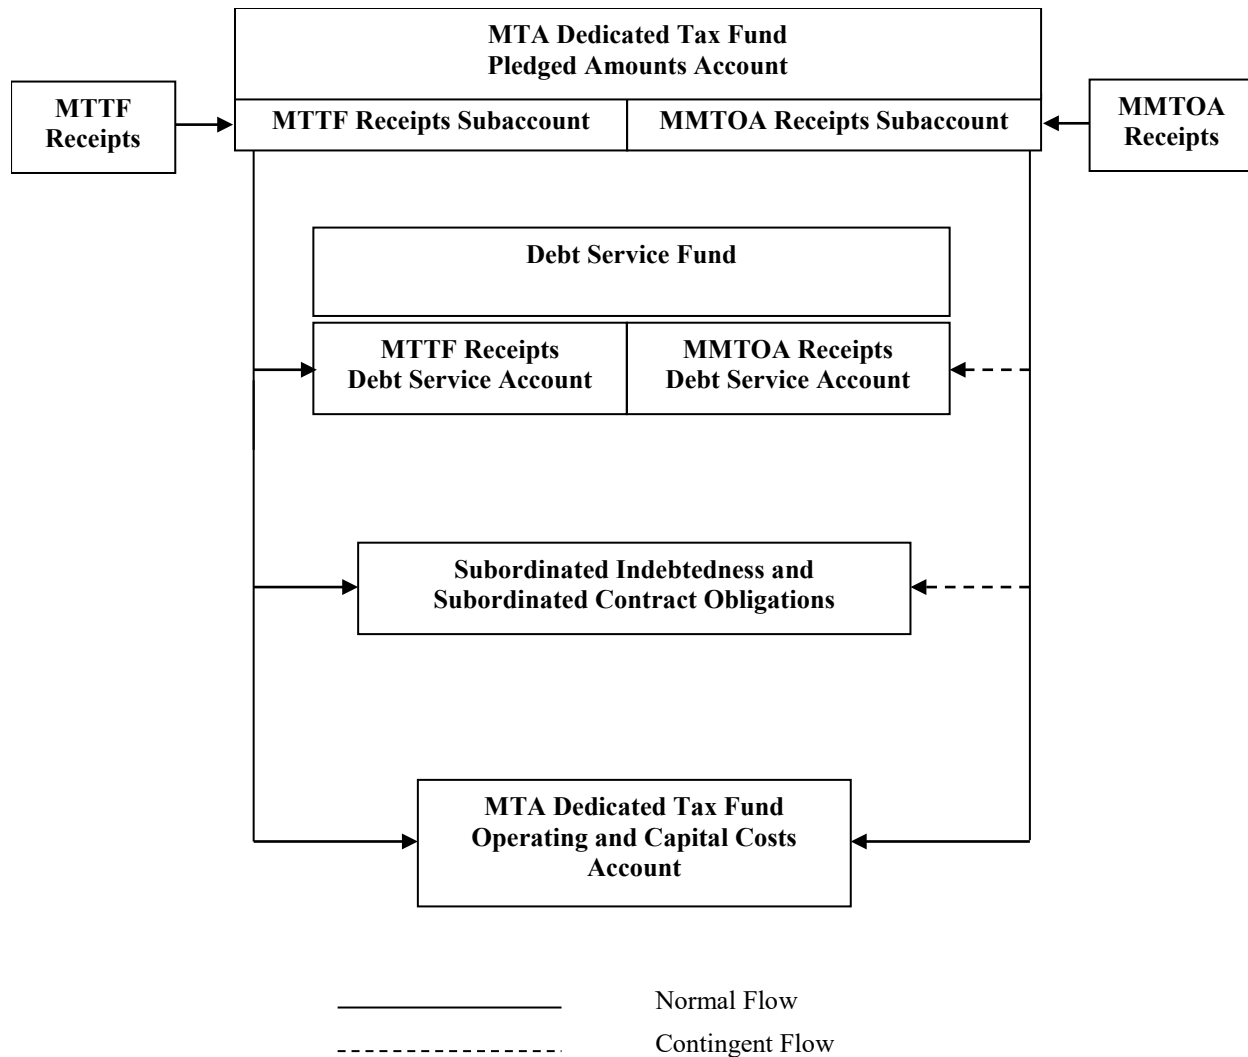 MTA Dedicated Tax Fund
Pledged Amounts Account
MTTF
Receipts
MTTF Receipts Subaccount
MMTOA Receipts Subaccount
MMTOA
Receipts
Debt Service Fund
MTTF Receipts
Debt Service Account
MMTOA Receipts
Debt Service Account
Subordinated Indebtedness and
Subordinated Contract Obligations
MTA Dedicated Tax Fund
Operating and Capital Costs
Account
Normal Flow
Contingent Flow